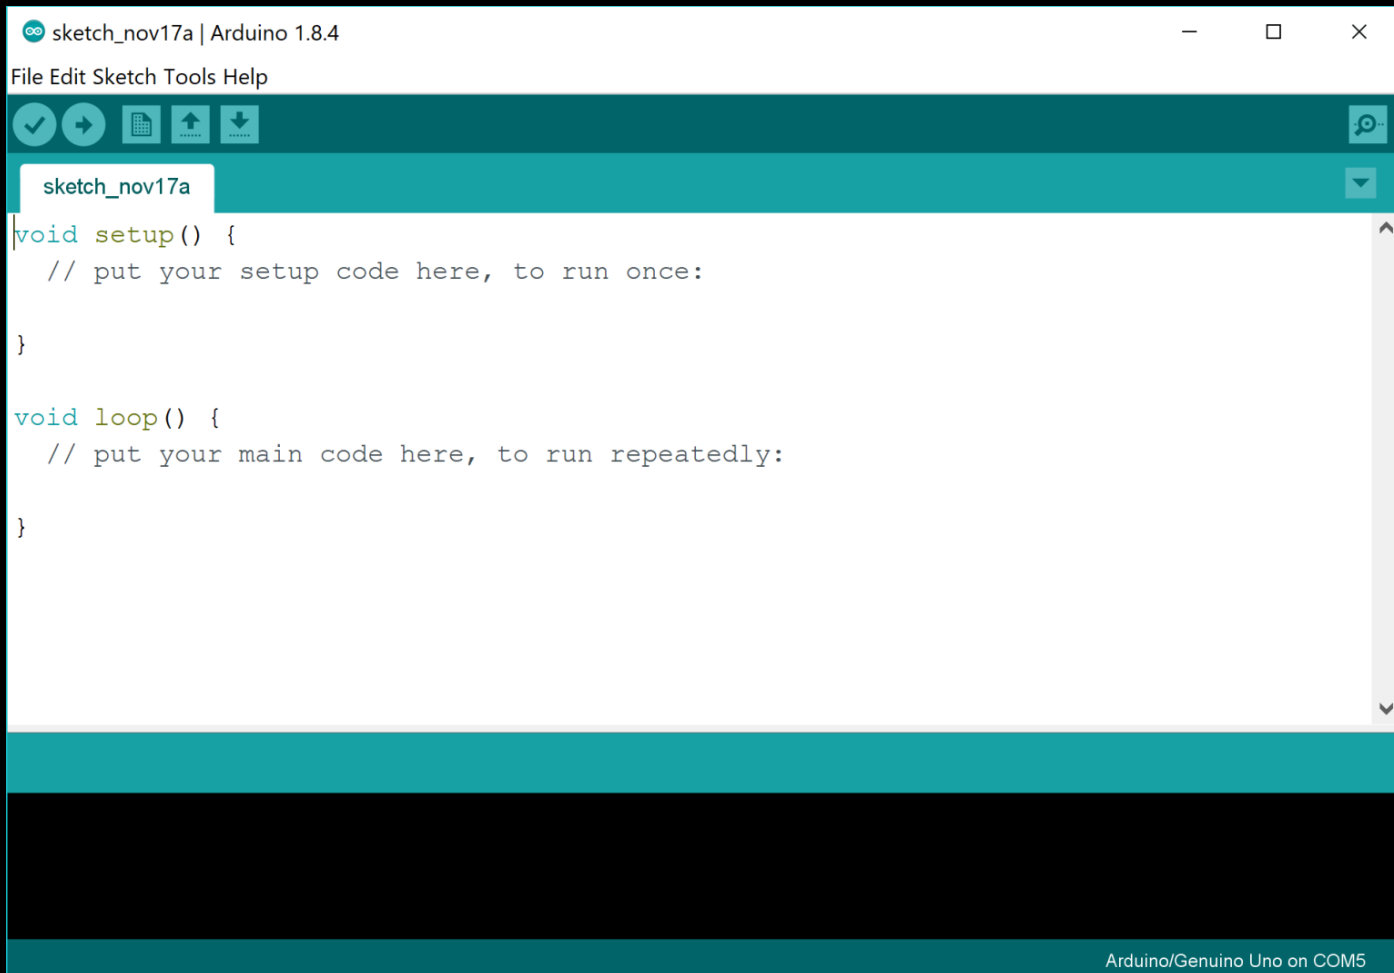 sketch_nov17a | Arduino 1.8.4
File Edit Sketch Tools Help
sketch_nov17a
void setup() {
  // put your setup code here, to run once:
}
void loop() {
  // put your main code here, to run repeatedly:
}
Arduino/Genuino Uno on COM5